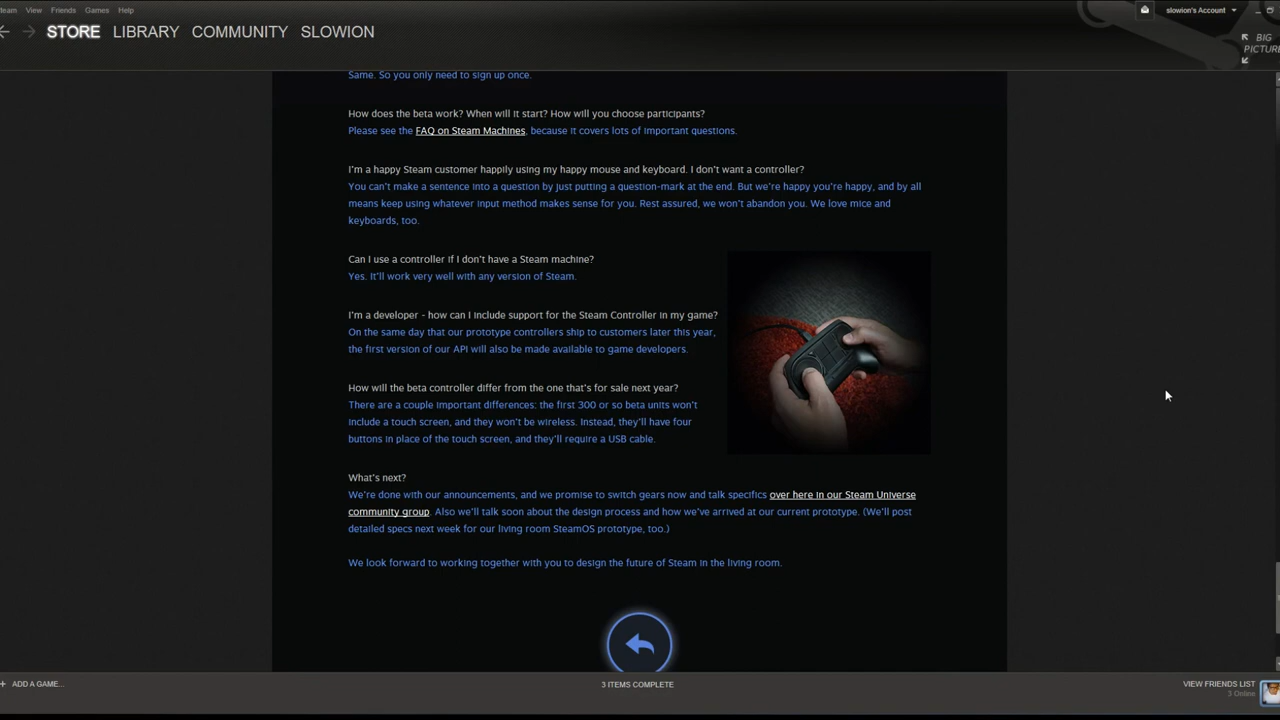 View Friends Games Help
slowion's Account
STORE LIBRARY COMMUNITY SLOWION
BIG
Same. So you only need to sign up once.
How does the beta work? When will it start? How will you choose participants?
Please see the FAQ on Steam Machines, because it covers lots of important questions.
I'm a happy Steam customer happily using my happy mouse and keyboard. I don't want a controller?
You can't make a sentence into a question by just putting a question-mark at the end. But we're happy you're happy, and by all
means keep using whatever input method makes sense for you. Rest assured, we won't abandon you. We love mice and
keyboards, too.
Can I use a controller if I don't have a Steam machine?
Yes. It'll work very well with any version of Steam.
I'm a developer - how can I include support for the Steam Controller in my game?
On the same day that our prototype controllers ship to customers later this year,
the first version of our API will also be made available to game developers.
How will the beta controller differ from the one that's for sale next year?
There are a couple important differences: the first 300 or so beta units won't
include a touch screen, and they won't be wireless. Instead, they'll have four
buttons in place of the touch screen, and they'll require a USB cable.
What's next?
We're done with our announcements, and we promise to switch gears now and talk specifics over here in our Steam Universe
community group. Also we'll talk soon about the design process and how we've arrived at our current prototype. (We'll post
detailed specs next week for our living room SteamOS prototype, too.)
We look forward to working together with you to design the future of Steam in the living room.
+ ADD A GAME...
3 ITEMS COMPLETE
VIEW FRIENDS LIST
3 Online